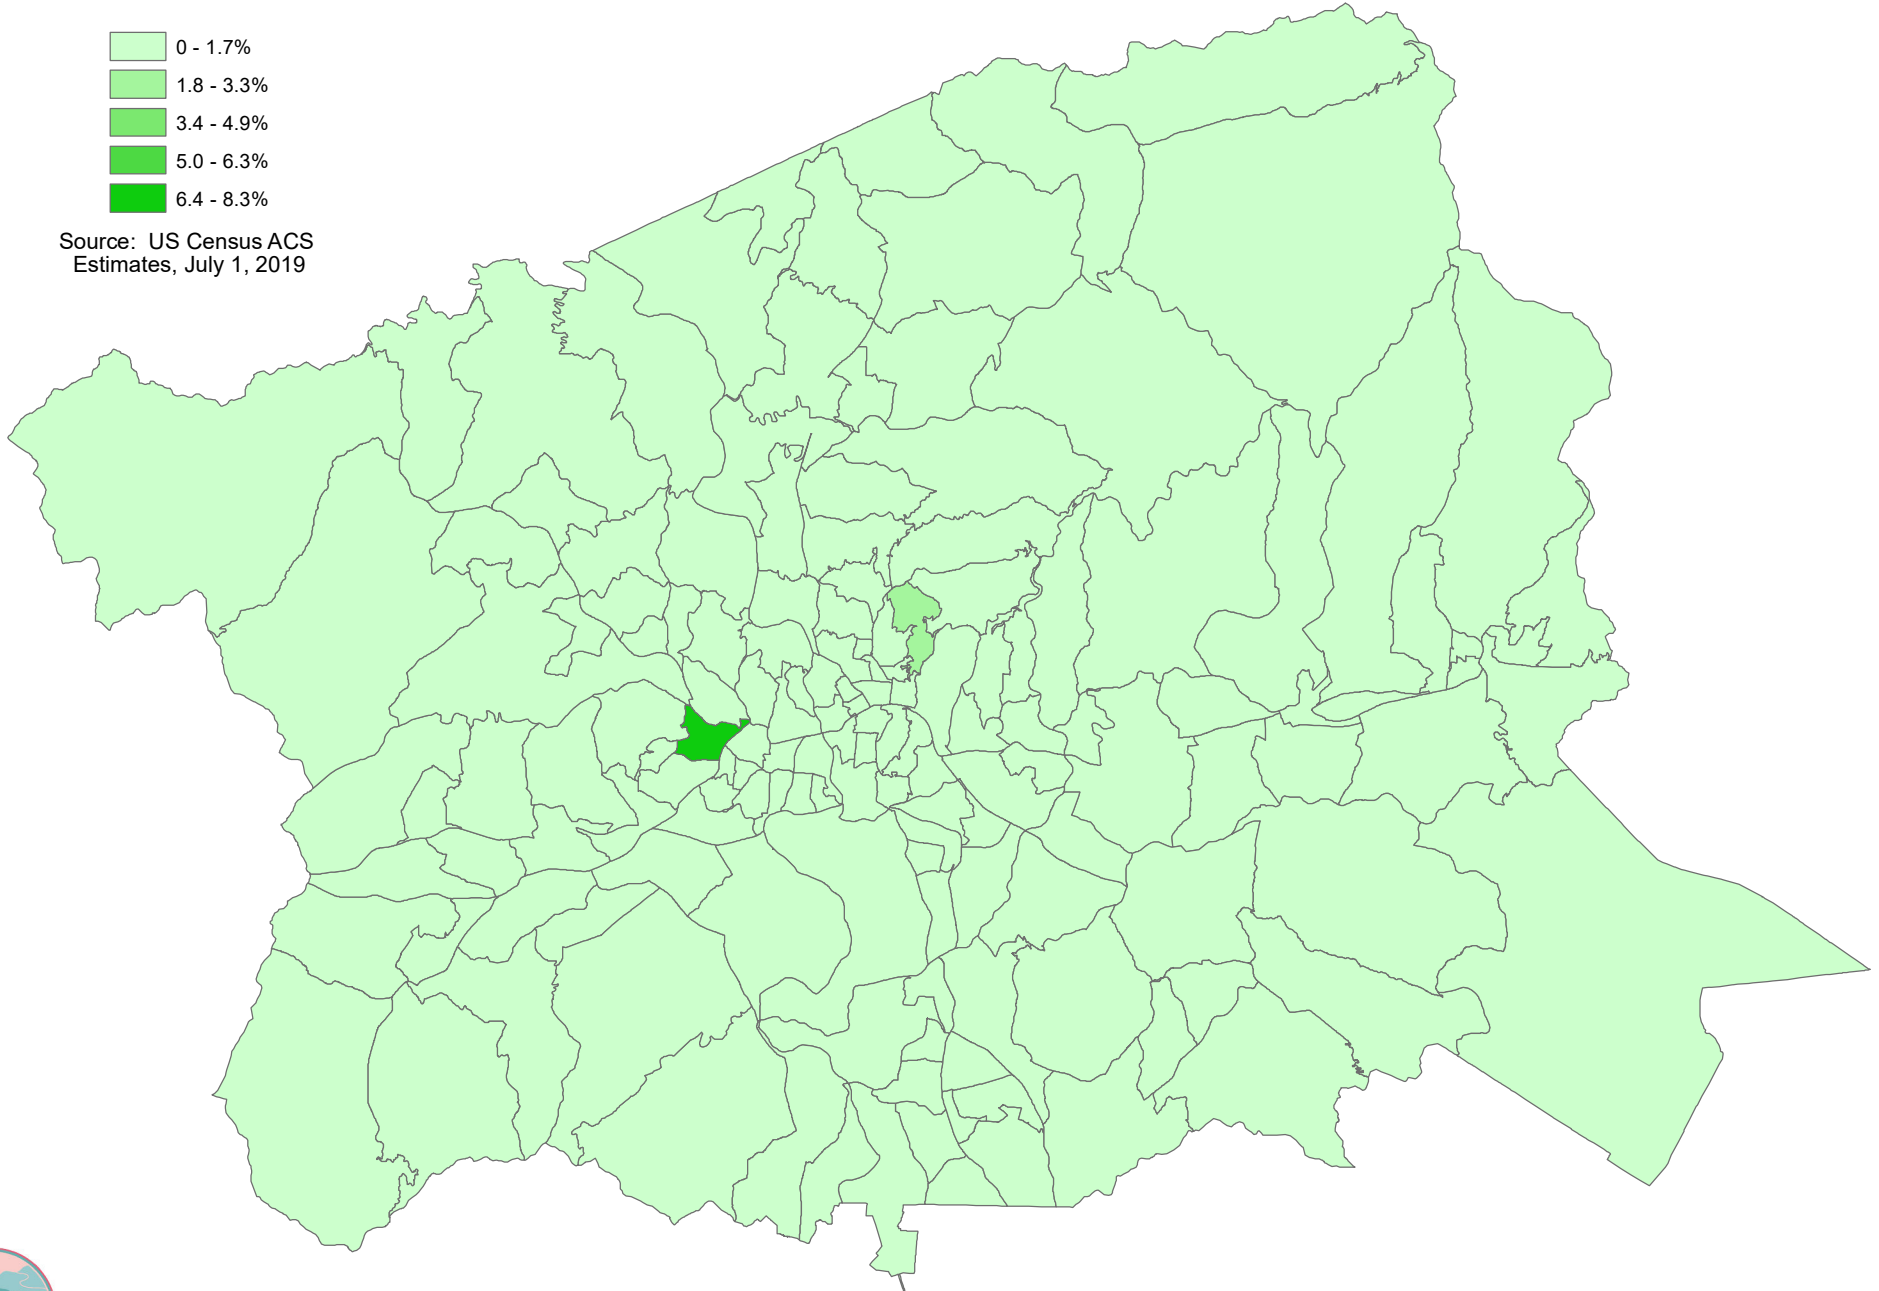 0 - 1.7%
1.8 - 3.3%
3.4 - 4.9%
5.0 - 6.3%
6.4 - 8.3%
Source: US Census ACS
Estimates, July 1, 2019